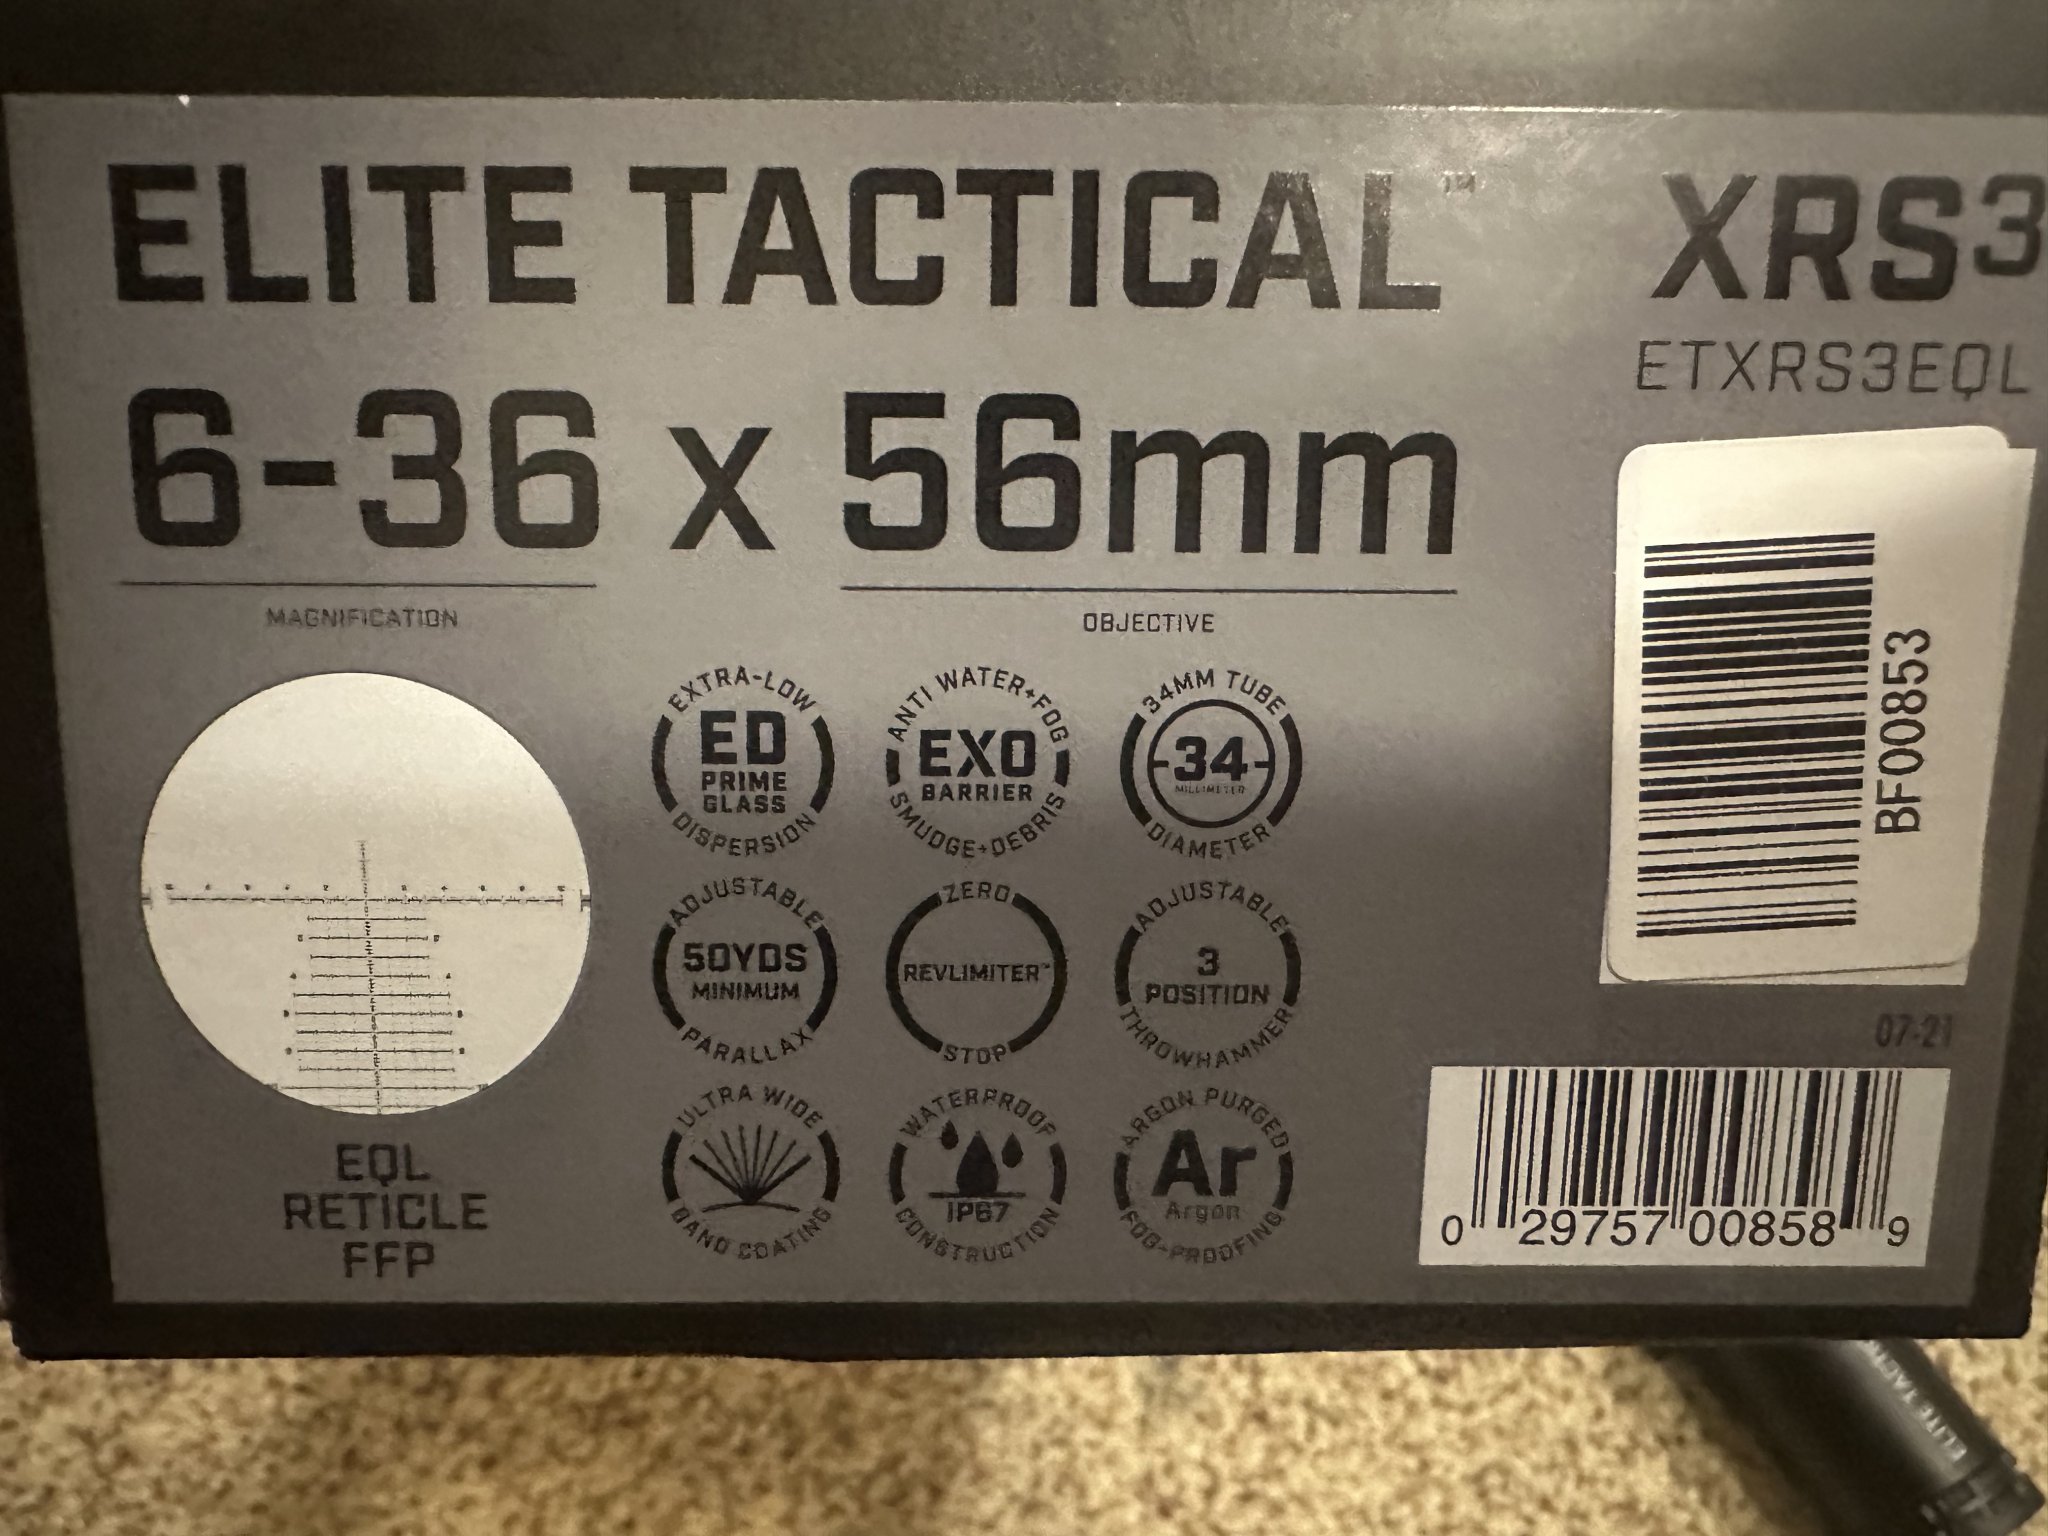 ELITE TACTICAL™
XRS3
ETXRS3EQL
6-36 x 56mm
MAGNIFICATION
OBJECTIVE
EXTRA-LOW
ED
PRIME
GLASS
DISPERSION
ANTI WATER+FOG
EXO
BARRIER
SMUDGE+DEBRIS
34MM TUBE
34
MILLIMETER
DIAMETER
BF00853
ADJUSTABLE
50YDS
MINIMUM
PARALLAX
ZERO
REVLIMITER™
STOP
ADJUSTABLE
3
POSITION
THROWHAMMER
07-21
ULTRA WIDE
BAND COATING
WATERPROOF
IP67
CONSTRUCTION
ARGON PURGED
Ar
Argon
FOG-PROOFING
EQL
RETICLE
FFP
0 29757 00858 9
ELITE TACTICAL